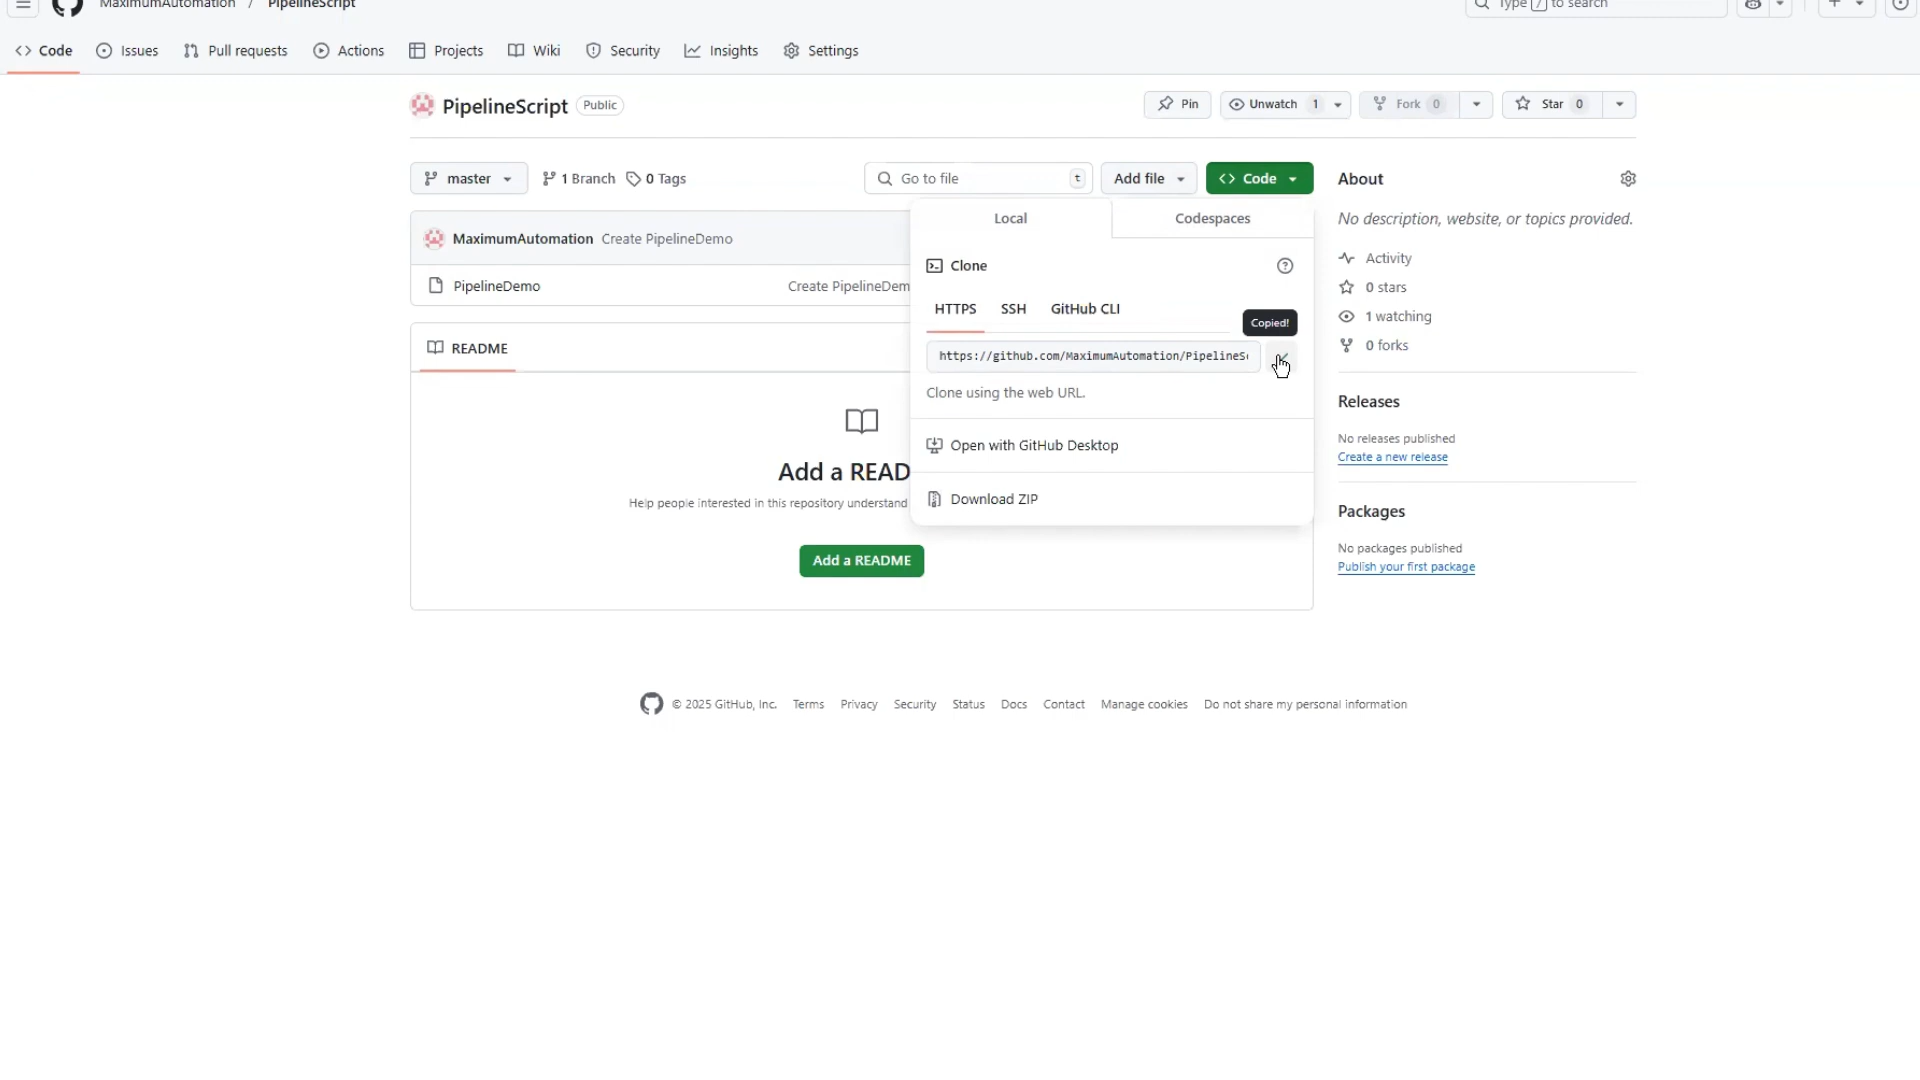 MaximumAutomation / PipelineScript
Type / to search
Code Issues Pull requests Actions Projects Wiki Security Insights Settings
PipelineScript Public
Pin Unwatch 1 Fork 0 Star 0
master 1 Branch 0 Tags Go to file t Add file Code
About
No description, website, or topics provided.
Local Codespaces
MaximumAutomation Create PipelineDemo
Clone
Activity
PipelineDemo Create PipelineDem
0 stars
HTTPS SSH GitHub CLI
Copied!
1 watching
README
https://github.com/MaximumAutomation/PipelineS
0 forks
Clone using the web URL.
Releases
No releases published
Create a new release
Open with GitHub Desktop
Add a READ
Help people interested in this repository understand
Download ZIP
Packages
No packages published
Publish your first package
Add a README
© 2025 GitHub, Inc. Terms Privacy Security Status Docs Contact Manage cookies Do not share my personal information